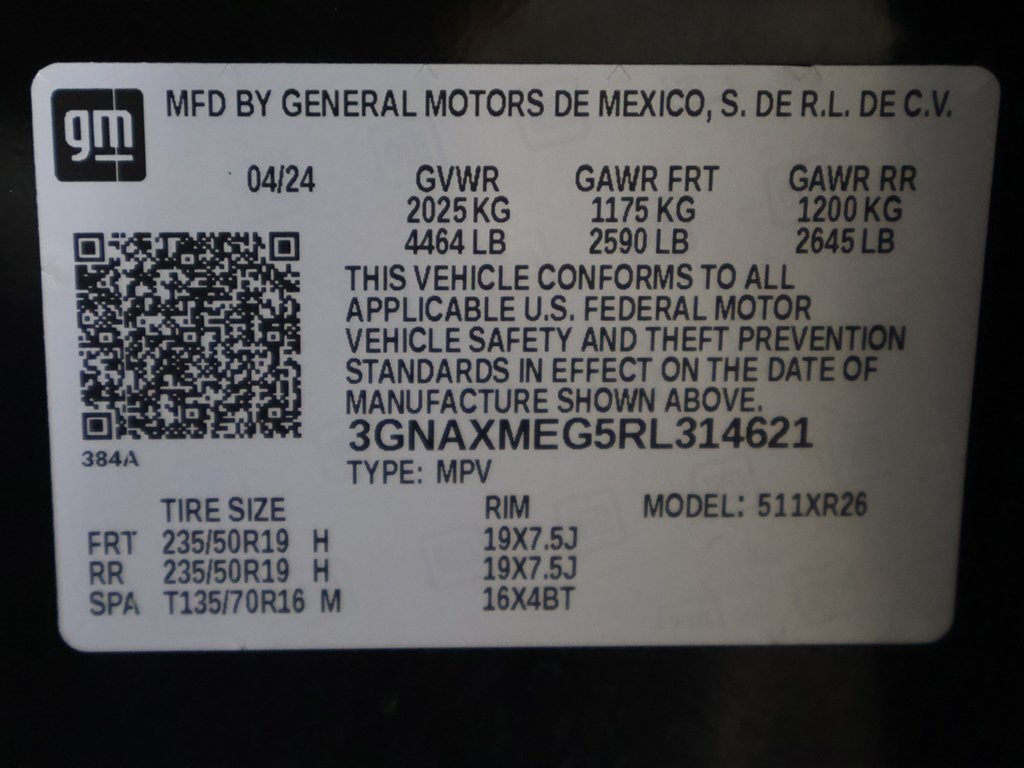 gm
MFD BY GENERAL MOTORS DE MEXICO, S. DE R.L. DE C.V.
04/24 GVWR GAWR FRT GAWR RR
2025 KG 1175 KG 1200 KG
4464 LB 2590 LB 2645 LB
THIS VEHICLE CONFORMS TO ALL
APPLICABLE U.S. FEDERAL MOTOR
VEHICLE SAFETY AND THEFT PREVENTION
STANDARDS IN EFFECT ON THE DATE OF
MANUFACTURE SHOWN ABOVE.
3GNAXMEG5RL314621
384A
TYPE: MPV
TIRE SIZE RIM MODEL: 511XR26
FRT 235/50R19 H 19X7.5J
RR 235/50R19 H 19X7.5J
SPA T135/70R16 M 16X4BT